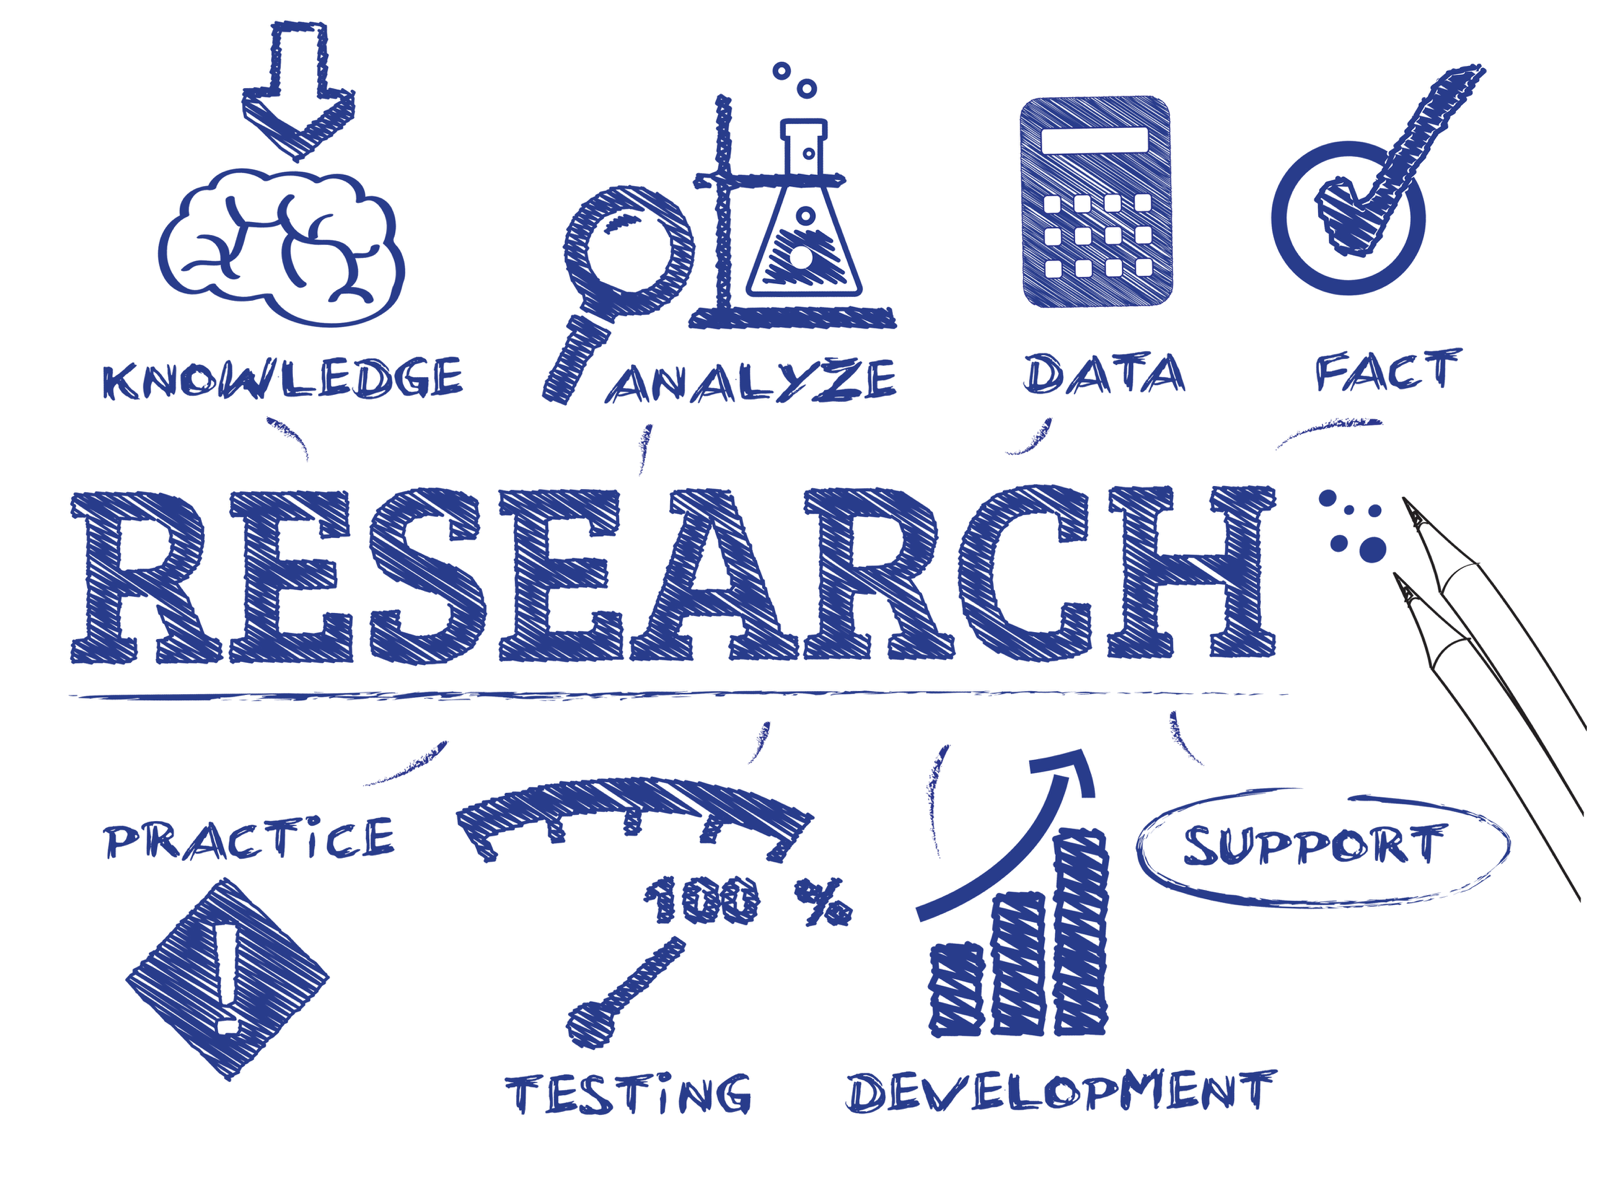 KNOWLEDGE
ANALYZE
DATA
FACT
RESEARCH
PRACTiCE
!
100 %
SUPPORT
TESTiNG
DEVELOPMENT